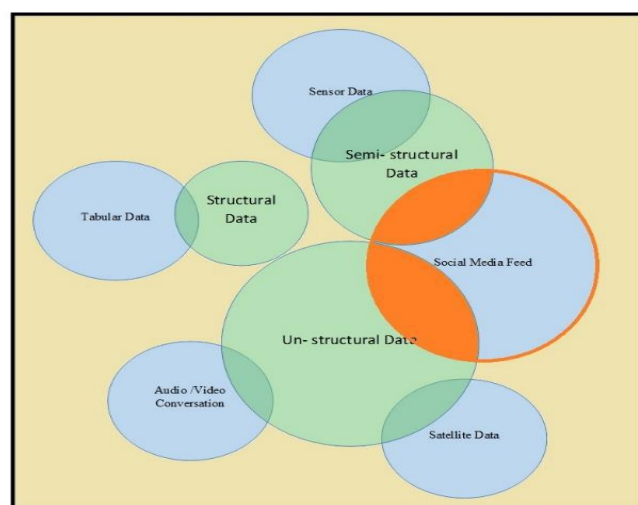 Sensor Data
Semi- structural
Data
Structural
Data
Tabular Data
Social Media Feed
Un- structural Data
Audio /Video
Conversation
Satellite Data